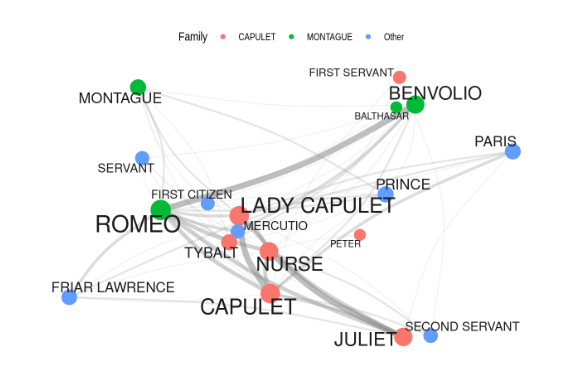 Family CAPULET MONTAGUE Other
FIRST SERVANT
BENVOLIO
MONTAGUE
BALTHASAR
PARIS
SERVANT
PRINCE
FIRST CITIZEN
LADY CAPULET
ROMEO
MERCUTIO
PETER
TYBALT
NURSE
FRIAR LAWRENCE
CAPULET
SECOND SERVANT
JULIET